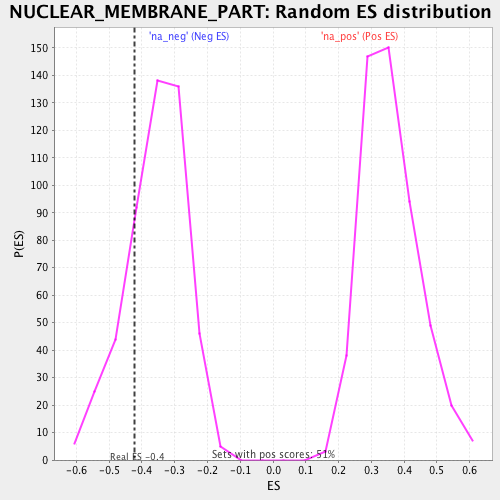 NUCLEAR_MEMBRANE_PART: Random ES distribution
'na_neg' (Neg ES)
'na_pos' (Pos ES)
150
140
130
120
110
100
90
80
70
60
50
40
30
20
10
0
P(ES)
Real ES -0.4
Sets with pos scores: 51%
-0.6 -0.5 -0.4 -0.3 -0.2 -0.1 0.0 0.1 0.2 0.3 0.4 0.5 0.6
ES